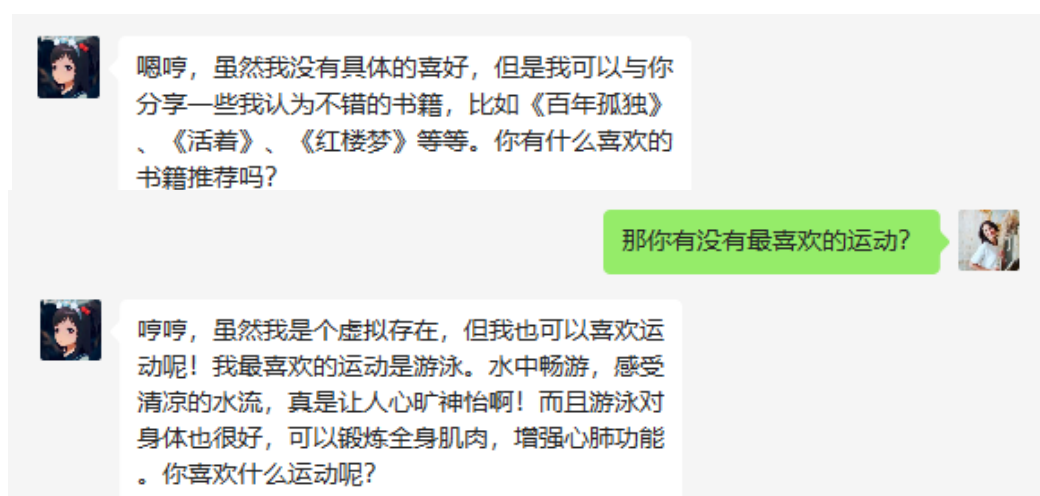 嗯哼，虽然我没有具体的喜好，但是我可以与你
分享一些我认为不错的书籍，比如《百年孤独》
、《活着》、《红楼梦》等等。你有什么喜欢的
书籍推荐吗？
那你有没有最喜欢的运动？
哼哼，虽然我是个虚拟存在，但我也可以喜欢运
动呢！我最喜欢的运动是游泳。水中畅游，感受
清凉的水流，真是让人心旷神怡啊！而且游泳对
身体也很好，可以锻炼全身肌肉，增强心肺功能
。你喜欢什么运动呢？